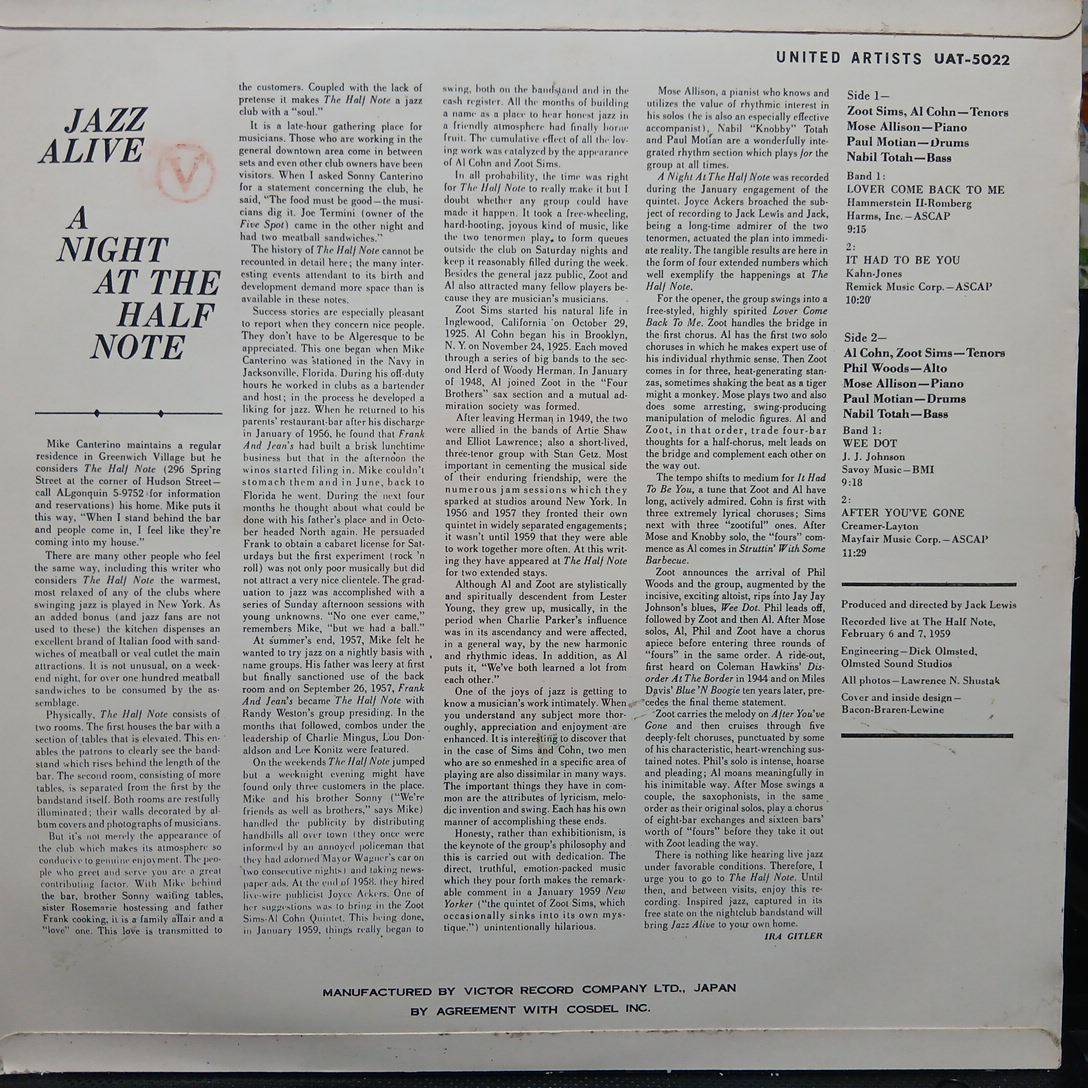 UNITED ARTISTS UAT-5022
JAZZ
ALIVE
V
A
NIGHT
AT THE
HALF
NOTE
Mike Canterino maintains a regular
residence in Greenwich Village but he
considers The Half Note (296 Spring
Street at the corner of Hudson Street—
call ALgonquin 5-9752 for information
and reservations) his home. Mike puts it
this way, "When I stand behind the bar
and people come in, I feel like they're
coming into my house."
There are many other people who feel
the same way, including this writer who
considers The Half Note the warmest,
most relaxed of any of the clubs where
swinging jazz is played in New York. As
an added bonus (and jazz fans are not
used to these) the kitchen dispenses an
excellent brand of Italian food with sand-
wiches of meatball or veal cutlet the main
attractions. It is not unusual, on a week-
end night, for over one hundred meatball
sandwiches to be consumed by the as-
semblage.
Physically, The Half Note consists of
two rooms. The first houses the bar with a
section of tables that is elevated. This en-
ables the patrons to clearly see the band-
stand which rises behind the length of the
bar. The second room, consisting of more
tables, is separated from the first by the
bandstand itself. Both rooms are restfully
illuminated; their walls decorated by al-
bum covers and photographs of musicians.
But it's not merely the appearance of
the club which makes its atmosphere so
conducive to genuine enjoyment. The peo-
ple who greet and serve you are a great
contributing factor. With Mike behind
the bar, brother Sonny waiting tables,
sister Rosemarie hostessing and father
Frank cooking, it is a family affair and a
"love" one. This love is transmitted to
the customers. Coupled with the lack of
pretense it makes The Half Note a jazz
club with a "soul."
It is a late-hour gathering place for
musicians. Those who are working in the
general downtown area come in between
sets and even other club owners have been
visitors. When I asked Sonny Canterino
for a statement concerning the club, he
said, "The food must be good—the musi-
cians dig it. Joe Termini (owner of the
Five Spot) came in the other night and
had two meatball sandwiches."
The history of The Half Note cannot be
recounted in detail here; the many inter-
esting events attendant to its birth and
development demand more space than is
available in these notes.
Success stories are especially pleasant
to report when they concern nice people.
They don't have to be Algeresque to be
appreciated. This one began when Mike
Canterino was stationed in the Navy in
Jacksonville, Florida. During his off-duty
hours he worked in clubs as a bartender
and host; in the process he developed a
liking for jazz. When he returned to his
parents' restaurant-bar after his discharge
in January of 1956, he found that Frank
And Jean's had built a brisk lunchtime
business but that in the afternoon the
winos started filing in. Mike couldn't
stomach them and in June, back to
Florida he went. During the next four
months he thought about what could be
done with his father's place and in Octo-
ber headed North again. He persuaded
Frank to obtain a cabaret license for Sat-
urdays but the first experiment (rock 'n
roll) was not only poor musically but did
not attract a very nice clientele. The grad-
uation to jazz was accomplished with a
series of Sunday afternoon sessions with
young unknowns. "No one ever came,"
remembers Mike, "but we had a ball."
At summer's end, 1957, Mike felt he
wanted to try jazz on a nightly basis with
name groups. His father was leery at first
but finally sanctioned use of the back
room and on September 26, 1957, Frank
And Jean's became The Half Note with
Randy Weston's group presiding. In the
months that followed, combos under the
leadership of Charlie Mingus, Lou Don-
aldson and Lee Konitz were featured.
On the weekends The Half Note jumped
but a weeknight evening might have
found only three customers in the place.
Mike and his brother Sonny ("We're
friends as well as brothers," says Mike)
handled the publicity by distributing
handbills all over town (they once were
informed by an annoyed policeman that
they had adorned Mayor Wagner's car on
two consecutive nights) and taking news-
paper ads. At the end of 1958, they hired
live-wire publicist Joyce Ackers. One of
her suggestions was to bring in the Zoot
Sims-Al Cohn Quintet. This being done,
in January 1959, things really began to
swing, both on the bandstand and in the
cash register. All the months of building
a name as a place to hear honest jazz in
a friendly atmosphere had finally borne
fruit. The cumulative effect of all the lov-
ing work was catalyzed by the appearance
of Al Cohn and Zoot Sims.
In all probability, the time was right
for The Half Note to really make it but I
doubt whether any group could have
made it happen. It took a free-wheeling,
hard-hooting, joyous kind of music, like
the two tenormen play, to form queues
outside the club on Saturday nights and
keep it reasonably filled during the week.
Besides the general jazz public, Zoot and
Al also attracted many fellow players be-
cause they are musician's musicians.
Zoot Sims started his natural life in
Inglewood, California on October 29,
1925. Al Cohn began his in Brooklyn,
N. Y. on November 24, 1925. Each moved
through a series of big bands to the sec-
ond Herd of Woody Herman. In January
of 1948, Al joined Zoot in the "Four
Brothers" sax section and a mutual ad-
miration society was formed.
After leaving Herman in 1949, the two
were allied in the bands of Artie Shaw
and Elliot Lawrence; also a short-lived,
three-tenor group with Stan Getz. Most
important in cementing the musical side
of their enduring friendship, were the
numerous jam sessions which they
sparked at studios around New York. In
1956 and 1957 they fronted their own
quintet in widely separated engagements;
it wasn't until 1959 that they were able
to work together more often. At this writ-
ing they have appeared at The Half Note
for two extended stays.
Although Al and Zoot are stylistically
and spiritually descendent from Lester
Young, they grew up, musically, in the
period when Charlie Parker's influence
was in its ascendancy and were affected,
in a general way, by the new harmonic
and rhythmic ideas. In addition, as Al
puts it, "We've both learned a lot from
each other."
One of the joys of jazz is getting to
know a musician's work intimately. When
you understand any subject more thor-
oughly, appreciation and enjoyment are
enhanced. It is interesting to discover that
in the case of Sims and Cohn, two men
who are so enmeshed in a specific area of
playing are also dissimilar in many ways.
The important things they have in com-
mon are the attributes of lyricism, melo-
dic invention and swing. Each has his own
manner of accomplishing these ends.
Honesty, rather than exhibitionism, is
the keynote of the group's philosophy and
this is carried out with dedication. The
direct, truthful, emotion-packed music
which they pour forth makes the remark-
able comment in a January 1959 New
Yorker ("the quintet of Zoot Sims, which
occasionally sinks into its own mys-
tique.") unintentionally hilarious.
Mose Allison, a pianist who knows and
utilizes the value of rhythmic interest in
his solos (he is also an especially effective
accompanist), Nabil "Knobby" Totah
and Paul Motian are a wonderfully inte-
grated rhythm section which plays for the
group at all times.
A Night At The Half Note was recorded
during the January engagement of the
quintet. Joyce Ackers broached the sub-
ject of recording to Jack Lewis and Jack,
being a long-time admirer of the two
tenormen, actuated the plan into immedi-
ate reality. The tangible results are here in
the form of four extended numbers which
well exemplify the happenings at The
Half Note.
For the opener, the group swings into a
free-styled, highly spirited Lover Come
Back To Me. Zoot handles the bridge in
the first chorus. Al has the first two solo
choruses in which he makes expert use of
his individual rhythmic sense. Then Zoot
comes in for three, heat-generating stan-
zas, sometimes shaking the beat as a tiger
might a monkey. Mose plays two and also
does some arresting, swing-producing
manipulation of melodic figures. Al and
Zoot, in that order, trade four-bar
thoughts for a half-chorus, melt leads on
the bridge and complement each other on
the way out.
The tempo shifts to medium for It Had
To Be You, a tune that Zoot and Al have
long, actively admired. Cohn is first with
three extremely lyrical choruses; Sims
next with three "zootiful" ones. After
Mose and Knobby solo, the "fours" com-
mence as Al comes in Struttin' With Some
Barbecue.
Zoot announces the arrival of Phil
Woods and the group, augmented by the
incisive, exciting altoist, rips into Jay Jay
Johnson's blues, Wee Dot. Phil leads off,
followed by Zoot and then Al. After Mose
solos, Al, Phil and Zoot have a chorus
apiece before entering three rounds of
"fours" in the same order. A ride-out,
first heard on Coleman Hawkins' Dis-
order At The Border in 1944 and on Miles
Davis' Blue 'N Boogie ten years later, pre-
cedes the final theme statement.
Zoot carries the melody on After You've
Gone and then cruises through five
deeply-felt choruses, punctuated by some
of his characteristic, heart-wrenching sus-
tained notes. Phil's solo is intense, hoarse
and pleading; Al moans meaningfully in
his inimitable way. After Mose swings a
couple, the saxophonists, in the same
order as their original solos, play a chorus
of eight-bar exchanges and sixteen bars'
worth of "fours" before they take it out
with Zoot leading the way.
There is nothing like hearing live jazz
under favorable conditions. Therefore, I
urge you to go to The Half Note. Until
then, and between visits, enjoy this re-
cording. Inspired jazz, captured in its
free state on the nightclub bandstand will
bring Jazz Alive to your own home.
IRA GITLER
Side 1—
Zoot Sims, Al Cohn—Tenors
Mose Allison—Piano
Paul Motian—Drums
Nabil Totah—Bass
Band 1:
LOVER COME BACK TO ME
Hammerstein II-Romberg
Harms, Inc.—ASCAP
9:15
2:
IT HAD TO BE YOU
Kahn-Jones
Remick Music Corp.—ASCAP
10:20
Side 2—
Al Cohn, Zoot Sims—Tenors
Phil Woods—Alto
Mose Allison—Piano
Paul Motian—Drums
Nabil Totah—Bass
Band 1:
WEE DOT
J. J. Johnson
Savoy Music—BMI
9:18
2:
AFTER YOU'VE GONE
Creamer-Layton
Mayfair Music Corp.—ASCAP
11:29
Produced and directed by Jack Lewis
Recorded live at The Half Note,
February 6 and 7, 1959
Engineering—Dick Olmsted,
Olmsted Sound Studios
All photos—Lawrence N. Shustak
Cover and inside design—
Bacon-Braren-Lewine
MANUFACTURED BY VICTOR RECORD COMPANY LTD., JAPAN
BY AGREEMENT WITH COSDEL INC.